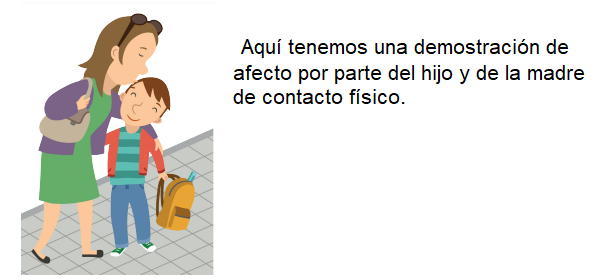 Aquí tenemos una demostración de
afecto por parte del hijo y de la madre
de contacto físico.